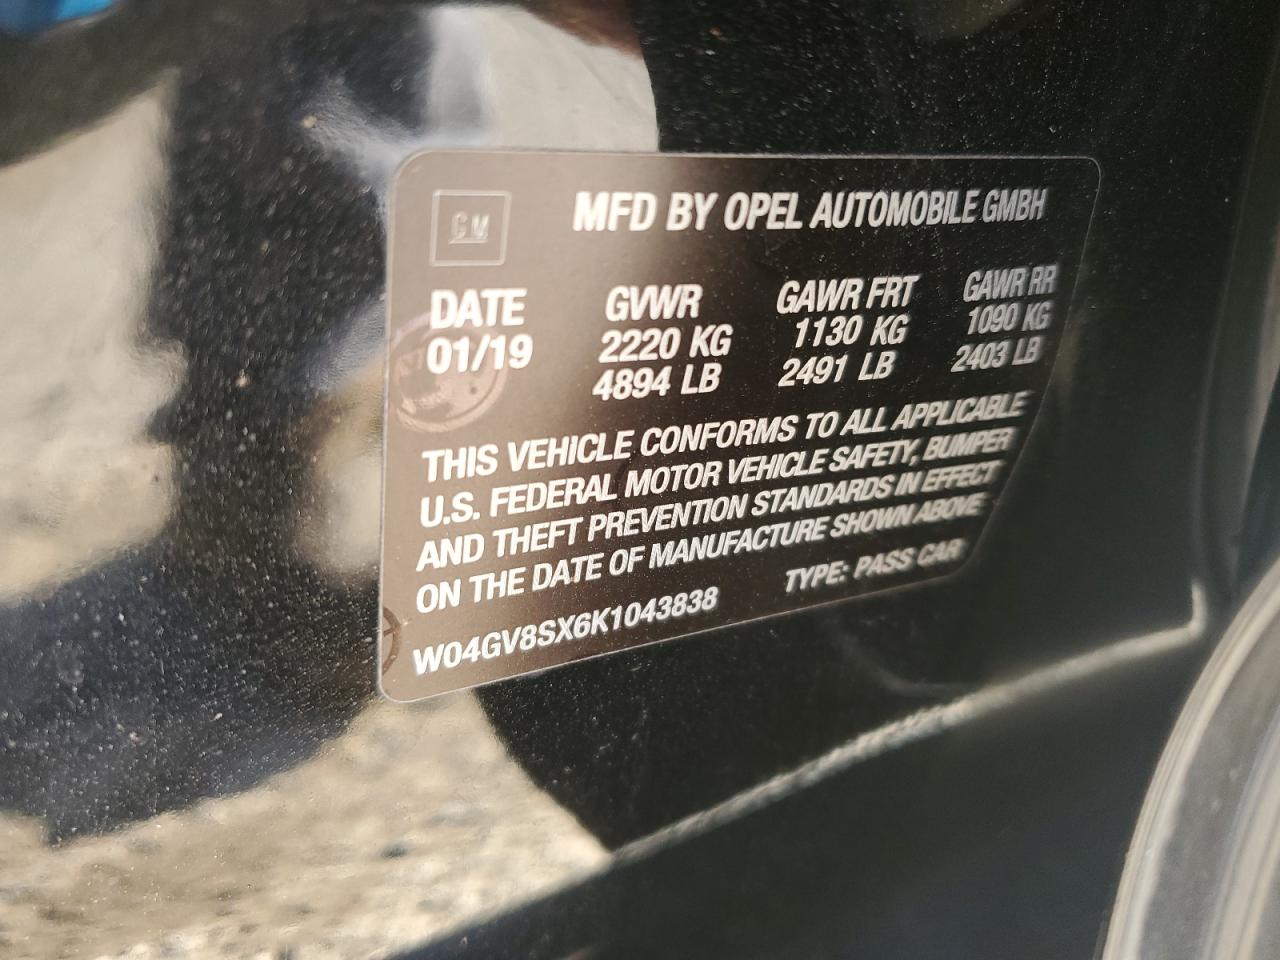 GM
MFD BY OPEL AUTOMOBILE GMBH
DATE GVWR GAWR FRT GAWR RR
01/19 2220 KG 1130 KG 1090 KG
4894 LB 2491 LB 2403 LB
THIS VEHICLE CONFORMS TO ALL APPLICABLE
U.S. FEDERAL MOTOR VEHICLE SAFETY, BUMPER
AND THEFT PREVENTION STANDARDS IN EFFECT
ON THE DATE OF MANUFACTURE SHOWN ABOVE
W04GV8SX6K1043838 TYPE: PASS CAR